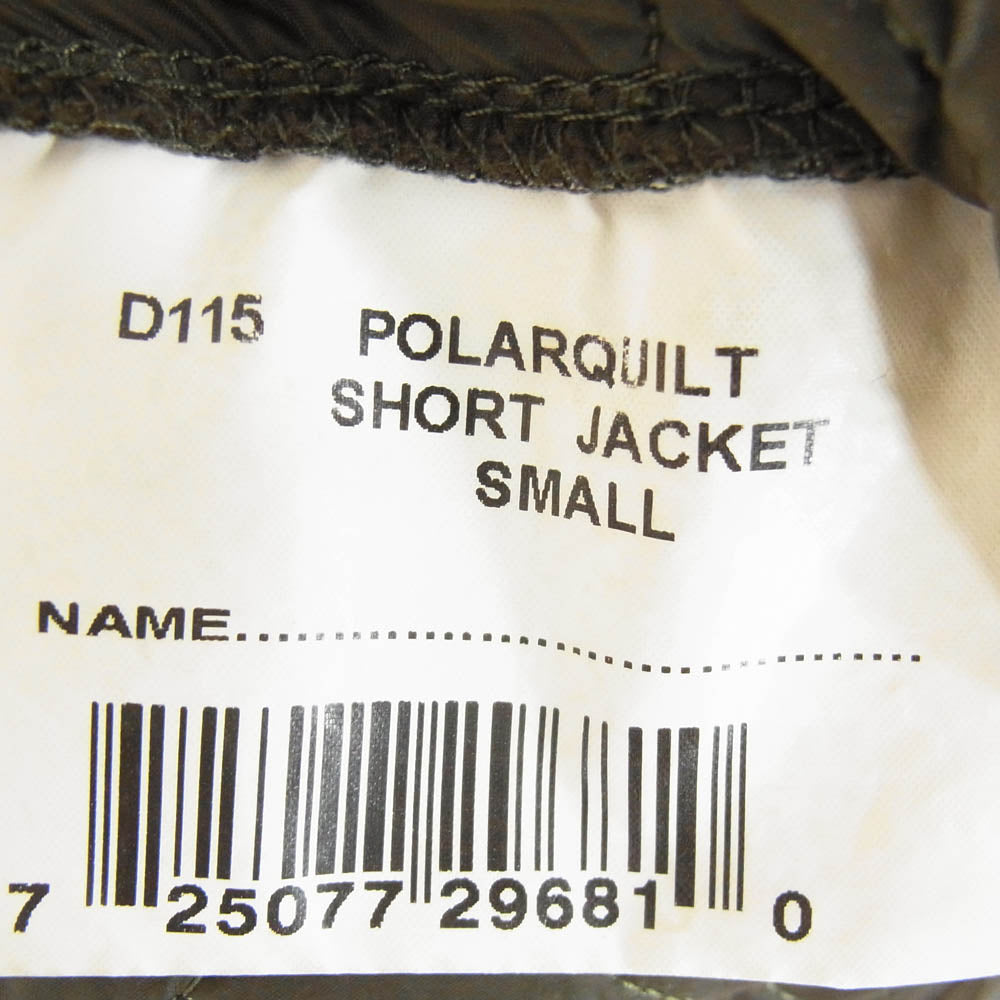 D115 POLARQUILT
SHORT JACKET
SMALL
NAME..........................................
7 25077 29681 0